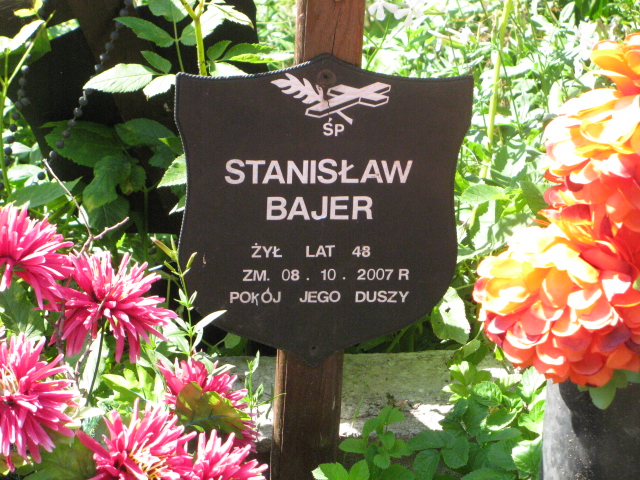 ŚP
STANISŁAW
BAJER
ŻYŁ LAT 48
ZM. 08 . 10 . 2007 R
POKÓJ JEGO DUSZY